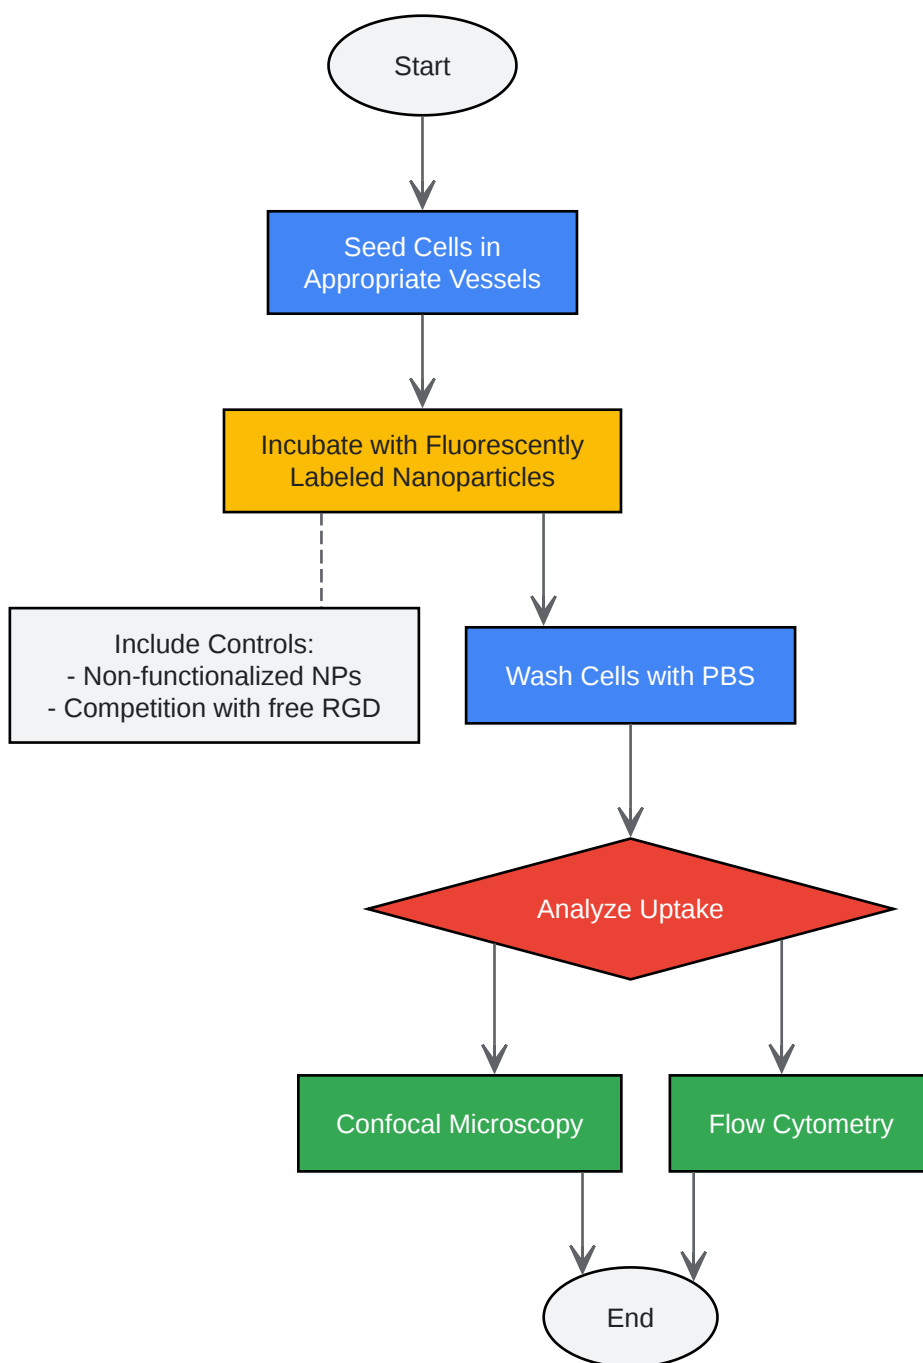 Start
Seed Cells in
Appropriate Vessels
Incubate with Fluorescently
Labeled Nanoparticles
Include Controls:
- Non-functionalized NPs
- Competition with free RGD
Wash Cells with PBS
Analyze Uptake
Confocal Microscopy
Flow Cytometry
End